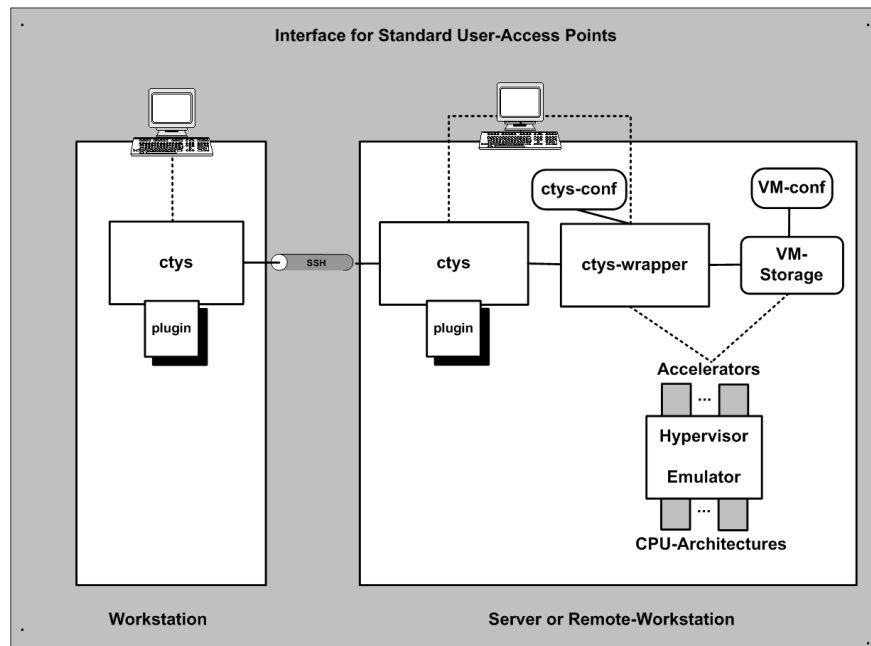 Interface for Standard User-Access Points
ctys
SSH
ctys
ctys-conf
ctys-wrapper
VM-conf
VM-
Storage
plugin
plugin
Accelerators
...
Hypervisor
Emulator
...
CPU-Architectures
Workstation
Server or Remote-Workstation